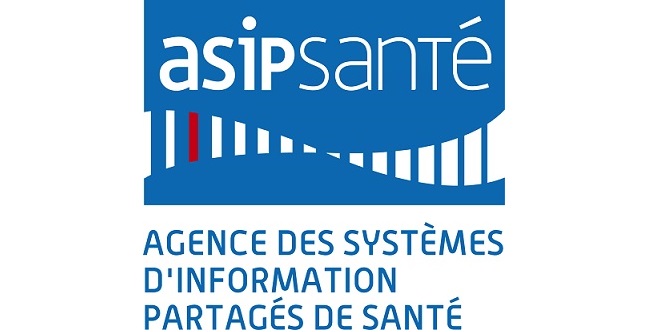 asipsanté
AGENCE DES SYSTÈMES
D'INFORMATION
PARTAGÉS DE SANTÉ